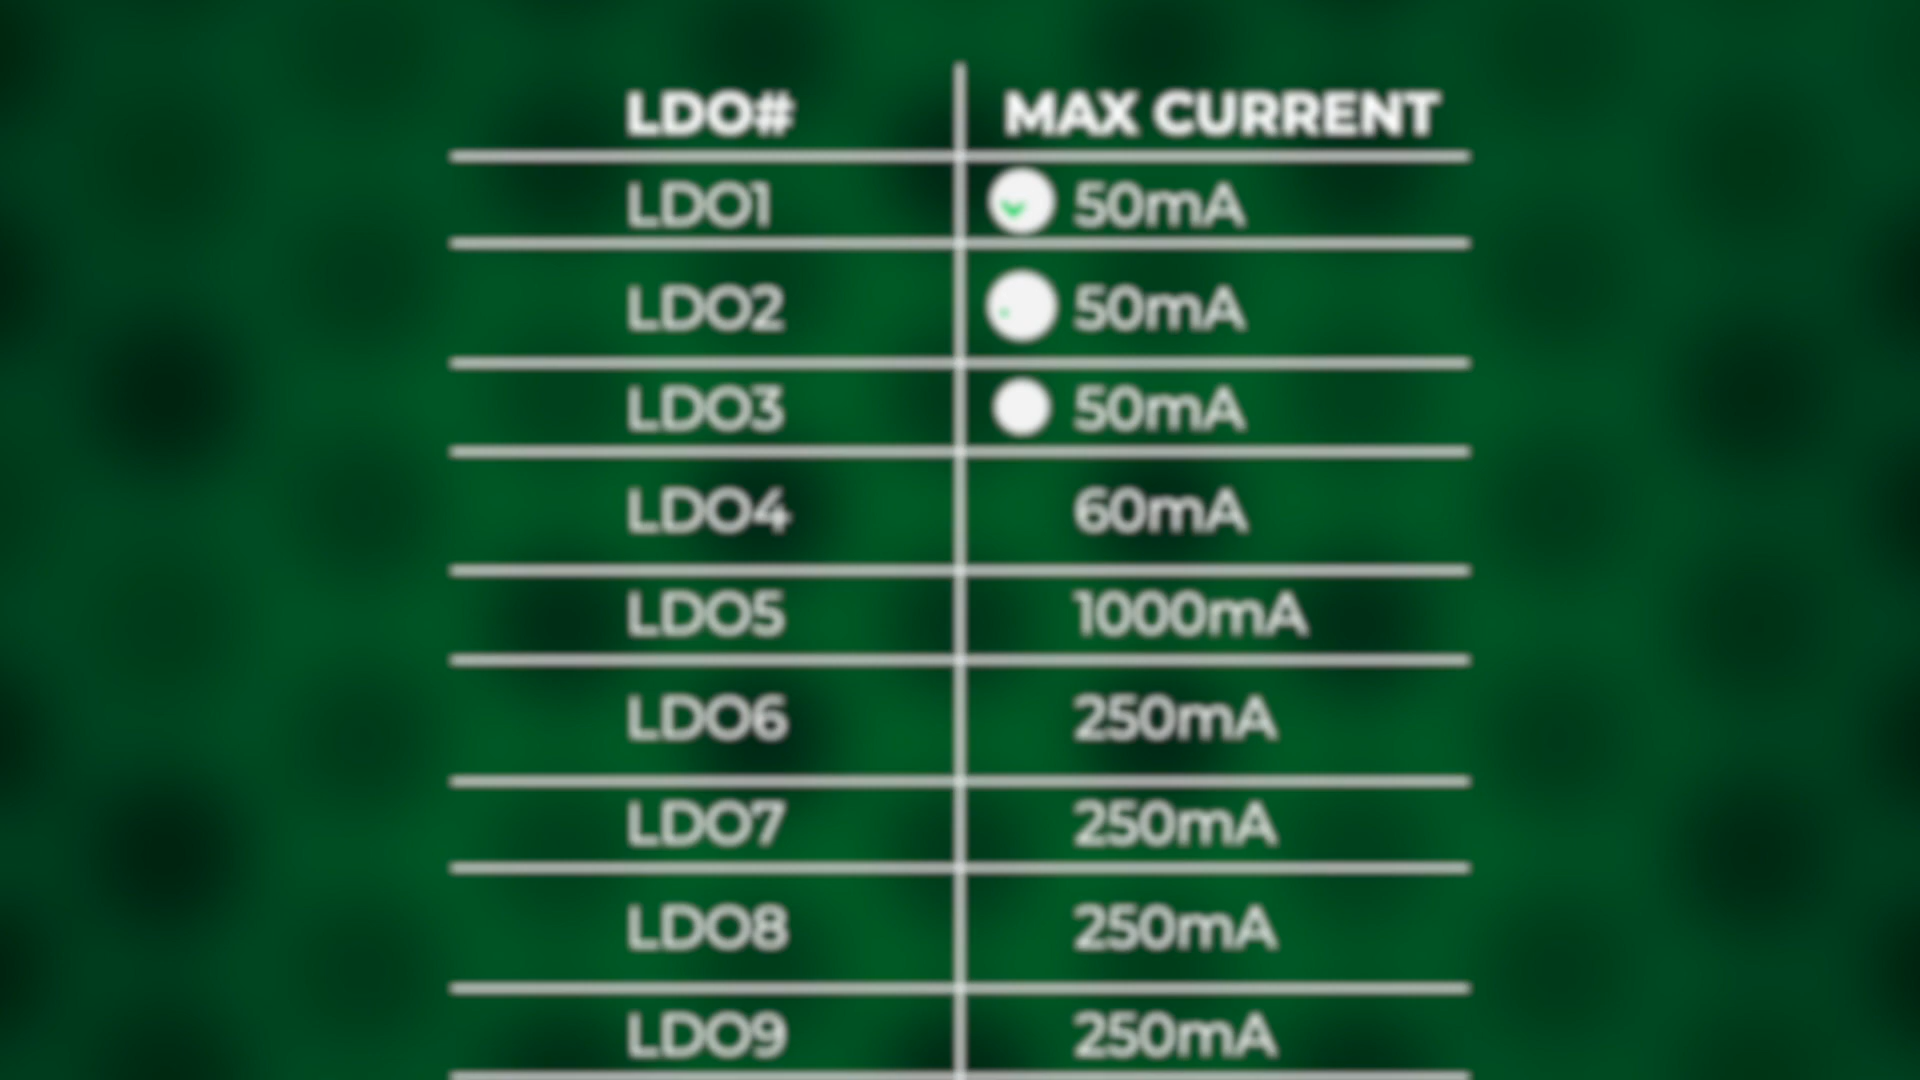 LDO# MAX CURRENT
LDO1 50mA
LDO2 50mA
LDO3 50mA
LDO4 60mA
LDO5 1000mA
LDO6 250mA
LDO7 250mA
LDO8 250mA
LDO9 250mA